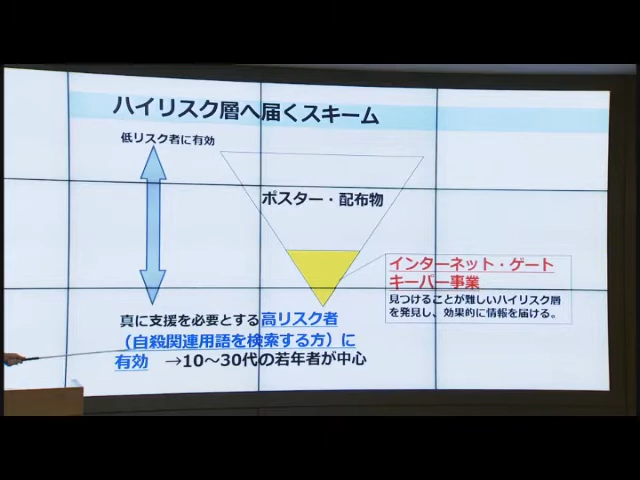 ハイリスク層へ届くスキーム
低リスク者に有効
ポスター・配布物
インターネット・ゲート
キーパー事業
見つけることが難しいハイリスク層
を発見し、効果的に情報を届ける。
真に支援を必要とする高リスク者
（自殺関連用語を検索する方）に
有効　→10～30代の若年者が中心